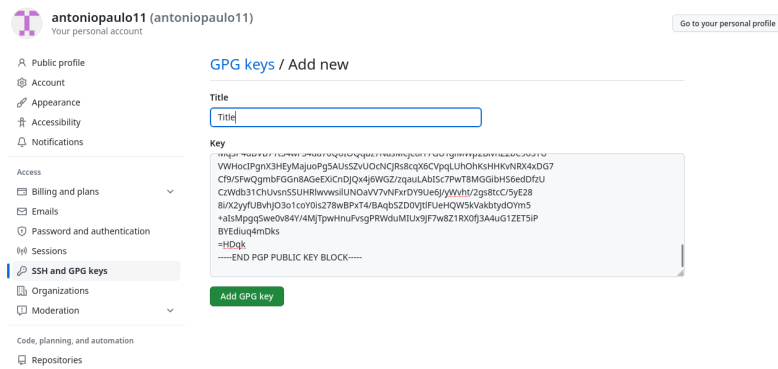 antoniopaulo11 (antoniopaulo11)
Your personal account
Go to your personal profile
Public profile
Account
Appearance
Accessibility
Notifications
Access
Billing and plans
Emails
Password and authentication
Sessions
SSH and GPG keys
Organizations
Moderation
Code, planning, and automation
Repositories
GPG keys / Add new
Title
Title
Key
VWHocIPgnX3HEyMajuoPg5AUsSZvUOcNCJRs8cqX6CVpqLUhOhKsHHKvNRX4xDG7
Cf9/SFwQgmbFGGn8AGeEXiCnDJQx4j6WGZ/zqauLAbISc7PwT8MGGibHS6edDfzU
CzWdb31ChUvsnSSUHRlwvwsilUNOaVV7vNFxrDY9Ue6J/yWvht/2gs8tcC/5yE28
8i/X2yyfUBvhJO3o1coY0is278wBPxT4/BAqbSZD0VJtlFUeHQW5kVakbtydOYm5
+aIsMpgqSwe0v84Y/4MjTpwHnuFvsgPRWduMIUx9JF7w8Z1RX0fJ3A4uG1ZET5iP
BYEdiuq4mDks
=HDqk
-----END PGP PUBLIC KEY BLOCK-----
Add GPG key